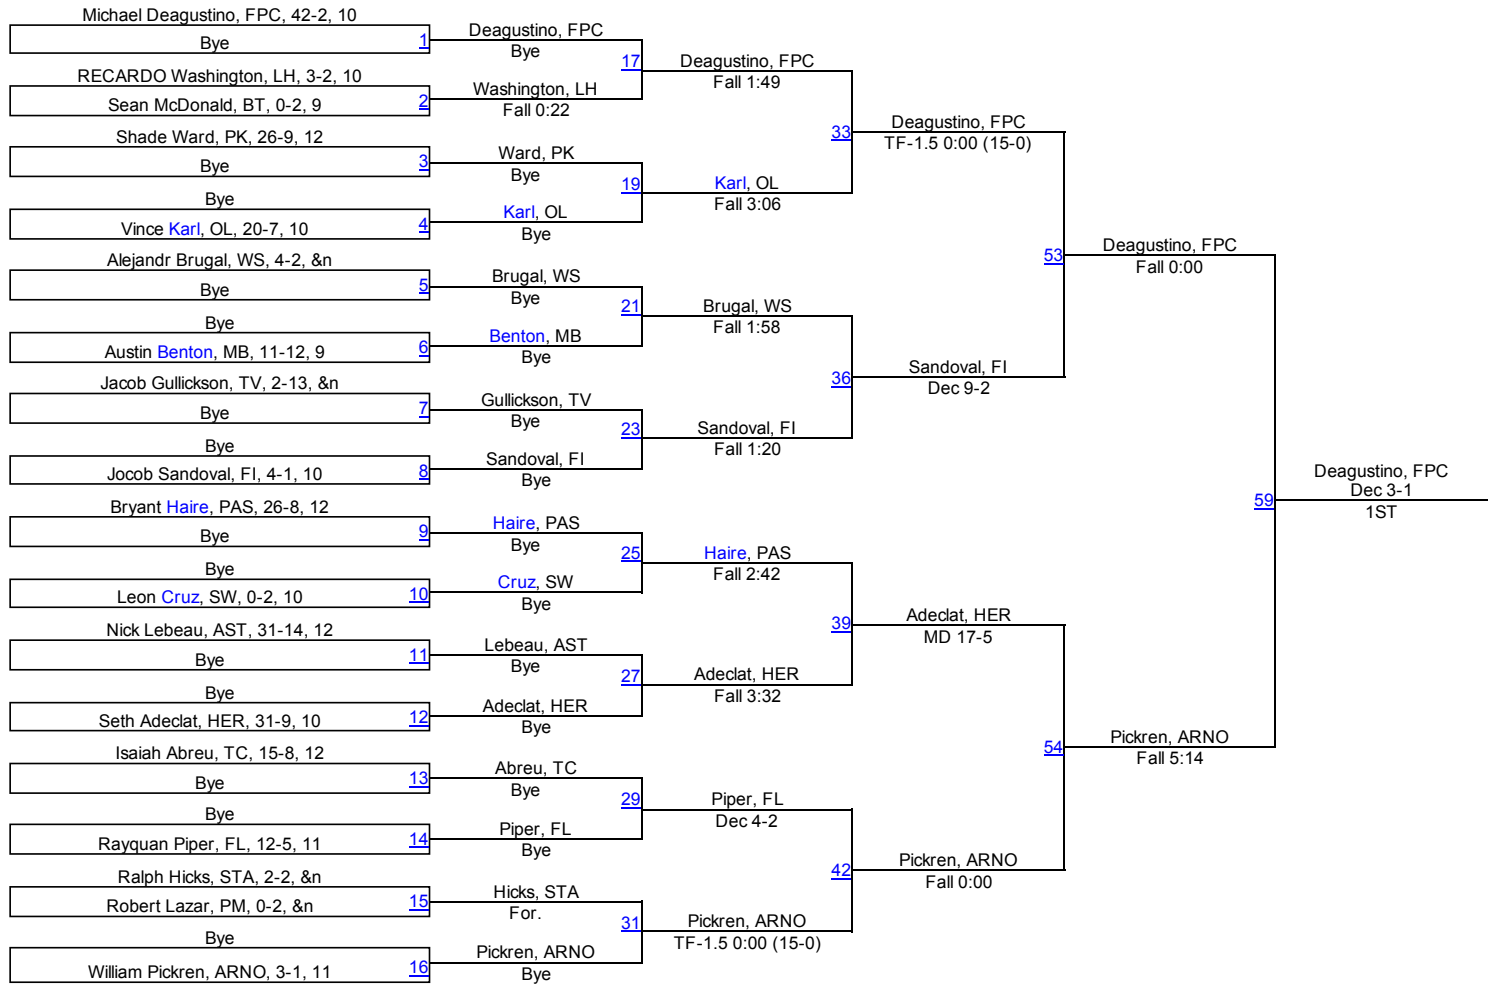 Michael Deagustino, FPC, 42-2, 10
Bye
1
RECARDO Washington, LH, 3-2, 10
Sean McDonald, BT, 0-2, 9
2
Shade Ward, PK, 26-9, 12
Bye
3
Bye
Vince Karl, OL, 20-7, 10
4
Alejandr Brugal, WS, 4-2, &n
Bye
5
Bye
Austin Benton, MB, 11-12, 9
6
Jacob Gullickson, TV, 2-13, &n
Bye
7
Bye
Jocob Sandoval, FI, 4-1, 10
8
Bryant Haire, PAS, 26-8, 12
Bye
9
Bye
Leon Cruz, SW, 0-2, 10
10
Nick Lebeau, AST, 31-14, 12
Bye
11
Bye
Seth Adeclat, HER, 31-9, 10
12
Isaiah Abreu, TC, 15-8, 12
Bye
13
Bye
Rayquan Piper, FL, 12-5, 11
14
Ralph Hicks, STA, 2-2, &n
Robert Lazar, PM, 0-2, &n
15
Bye
William Pickren, ARNO, 3-1, 11
16
Deagustino, FPC
Bye
17
Washington, LH
Fall 0:22
Ward, PK
Bye
19
Karl, OL
Bye
Brugal, WS
Bye
21
Benton, MB
Bye
Gullickson, TV
Bye
23
Sandoval, FI
Bye
Haire, PAS
Bye
25
Cruz, SW
Bye
Lebeau, AST
Bye
27
Adeclat, HER
Bye
Abreu, TC
Bye
29
Piper, FL
Bye
Hicks, STA
For.
31
Pickren, ARNO
Bye
Deagustino, FPC
Fall 1:49
33
Karl, OL
Fall 3:06
Brugal, WS
Fall 1:58
36
Sandoval, FI
Fall 1:20
Haire, PAS
Fall 2:42
39
Adeclat, HER
Fall 3:32
Piper, FL
Dec 4-2
42
Pickren, ARNO
TF-1.5 0:00 (15-0)
Deagustino, FPC
TF-1.5 0:00 (15-0)
53
Sandoval, FI
Dec 9-2
Adeclat, HER
MD 17-5
54
Pickren, ARNO
Fall 0:00
Deagustino, FPC
Fall 0:00
59
Pickren, ARNO
Fall 5:14
Deagustino, FPC
Dec 3-1
1ST